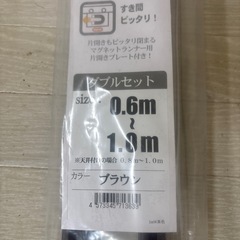 すき間
ピッタリ！
片開きもピッタリ閉まる
マグネットランナー用
片開きプレート付き！
ダブルセット
size
0.6m
~
1.0m
※天井付けの場合 0.8m~1.0m
カラー ブラウン